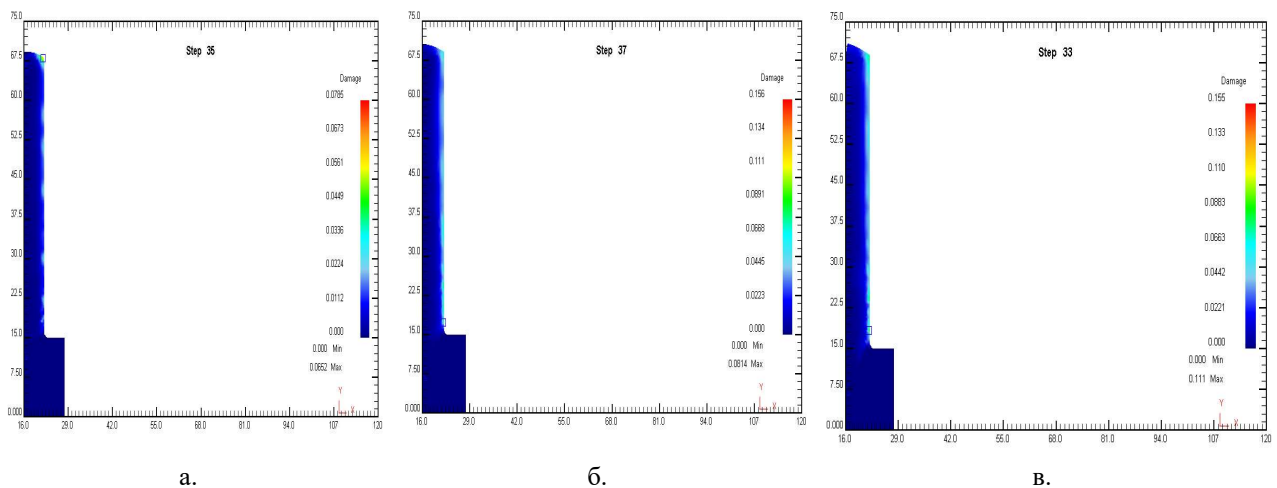 75.0
67.5
60.0
52.5
45.0
37.5
30.0
22.5
15.0
7.50
0.000
16.0 29.0 42.0 55.0 68.0 81.0 94.0 107 120
Step 35
Damage
0.0785
0.0673
0.0561
0.0449
0.0336
0.0224
0.0112
0.000
0.000 Min
0.0652 Max
Y
X
а.
75.0
67.5
60.0
52.5
45.0
37.5
30.0
22.5
15.0
7.50
0.000
16.0 29.0 42.0 55.0 68.0 81.0 94.0 107 120
Step 37
Damage
0.156
0.134
0.111
0.0891
0.0668
0.0445
0.0223
0.000
0.000 Min
0.0814 Max
Y
X
б.
75.0
67.5
60.0
52.5
45.0
37.5
30.0
22.5
15.0
7.50
0.000
16.0 29.0 42.0 55.0 68.0 81.0 94.0 107 120
Step 33
Damage
0.155
0.133
0.110
0.0883
0.0663
0.0442
0.0221
0.000
0.000 Min
0.111 Max
Y
X
в.